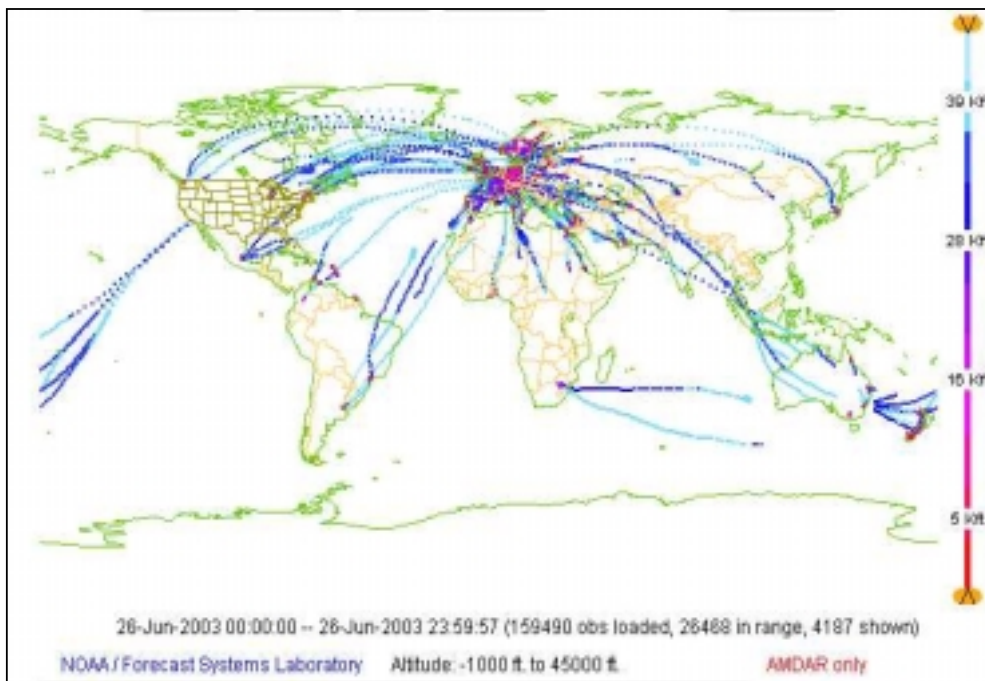 39 Kft
28 Kft
16 Kft
5 Kft
26-Jun-2003 00:00:00 -- 26-Jun-2003 23:59:57 (159490 obs loaded, 26468 in range, 4187 shown)
NOAA / Forecast Systems Laboratory Altitude: -1000 ft. to 45000 ft. AMDAR only